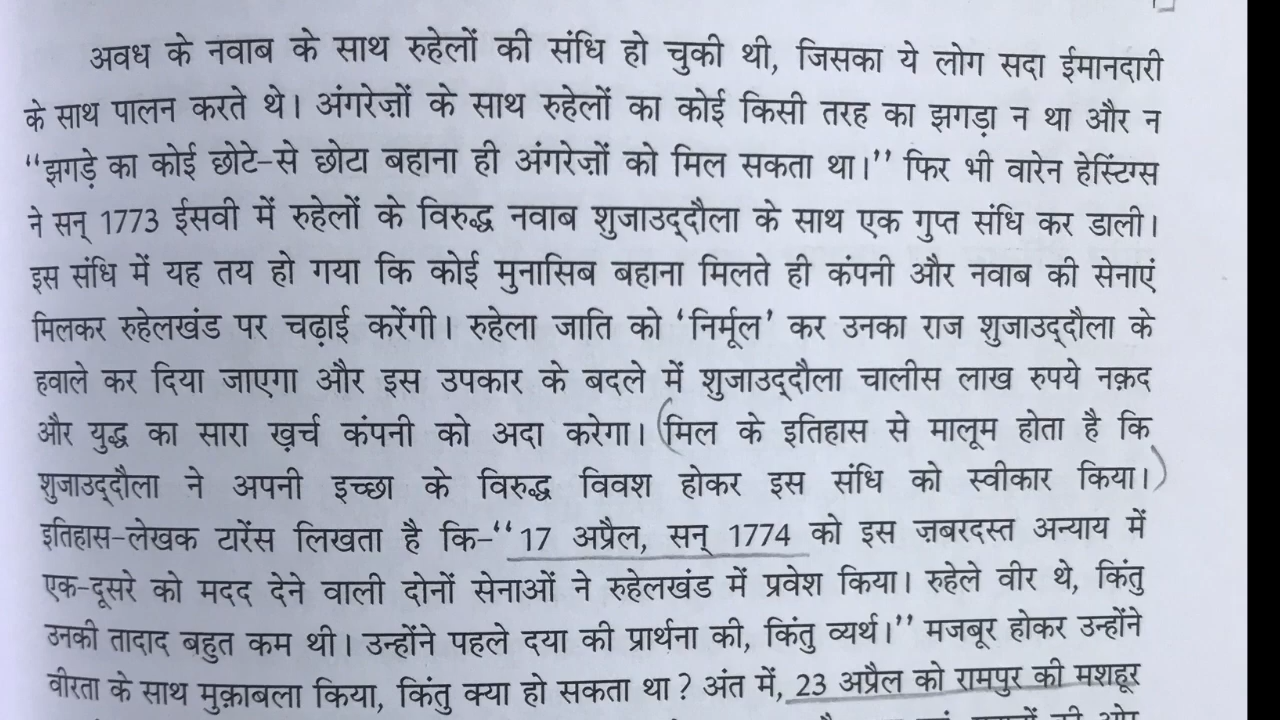 अवध के नवाब के साथ रुहेलों की संधि हो चुकी थी, जिसका ये लोग सदा ईमानदारी
के साथ पालन करते थे। अंगरेज़ों के साथ रुहेलों का कोई किसी तरह का झगड़ा न था और न
“झगड़े का कोई छोटे-से छोटा बहाना ही अंगरेज़ों को मिल सकता था।” फिर भी वारेन हेस्टिंग्स
ने सन् 1773 ईसवी में रुहेलों के विरुद्ध नवाब शुजाउद्दौला के साथ एक गुप्त संधि कर डाली।
इस संधि में यह तय हो गया कि कोई मुनासिब बहाना मिलते ही कंपनी और नवाब की सेनाएं
मिलकर रुहेलखंड पर चढ़ाई करेंगी। रुहेला जाति को ‘निर्मूल’ कर उनका राज शुजाउद्दौला के
हवाले कर दिया जाएगा और इस उपकार के बदले में शुजाउद्दौला चालीस लाख रुपये नक़द
और युद्ध का सारा ख़र्च कंपनी को अदा करेगा। (मिल के इतिहास से मालूम होता है कि
शुजाउद्दौला ने अपनी इच्छा के विरुद्ध विवश होकर इस संधि को स्वीकार किया।)
इतिहास-लेखक टारेंस लिखता है कि-“17 अप्रैल, सन् 1774 को इस ज़बरदस्त अन्याय में
एक-दूसरे को मदद देने वाली दोनों सेनाओं ने रुहेलखंड में प्रवेश किया। रुहेले वीर थे, किंतु
उनकी तादाद बहुत कम थी। उन्होंने पहले दया की प्रार्थना की, किंतु व्यर्थ।” मजबूर होकर उन्होंने
वीरता के साथ मुक़ाबला किया, किंतु क्या हो सकता था? अंत में, 23 अप्रैल को रामपुर की मशहूर